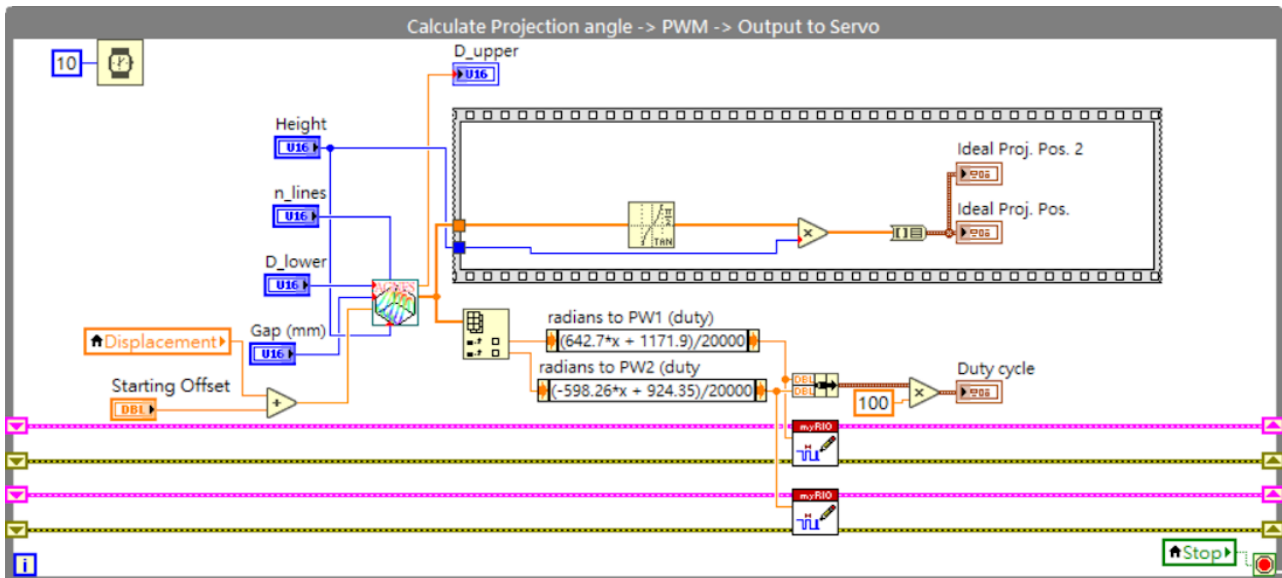 Calculate Projection angle -> PWM -> Output to Servo
10
D_upper
U16
Height
U16
Ideal Proj. Pos. 2
n_lines
U16
TAN
Ideal Proj. Pos.
D_lower
U16
radians to PW1 (duty)
(642.7*x + 1171.9)/20000
Gap (mm)
U16
Displacement
radians to PW2 (duty
(-598.26*x + 924.35)/20000
Starting Offset
DBL
DBL
DBL
Duty cycle
100
myRIO
myRIO
i
Stop